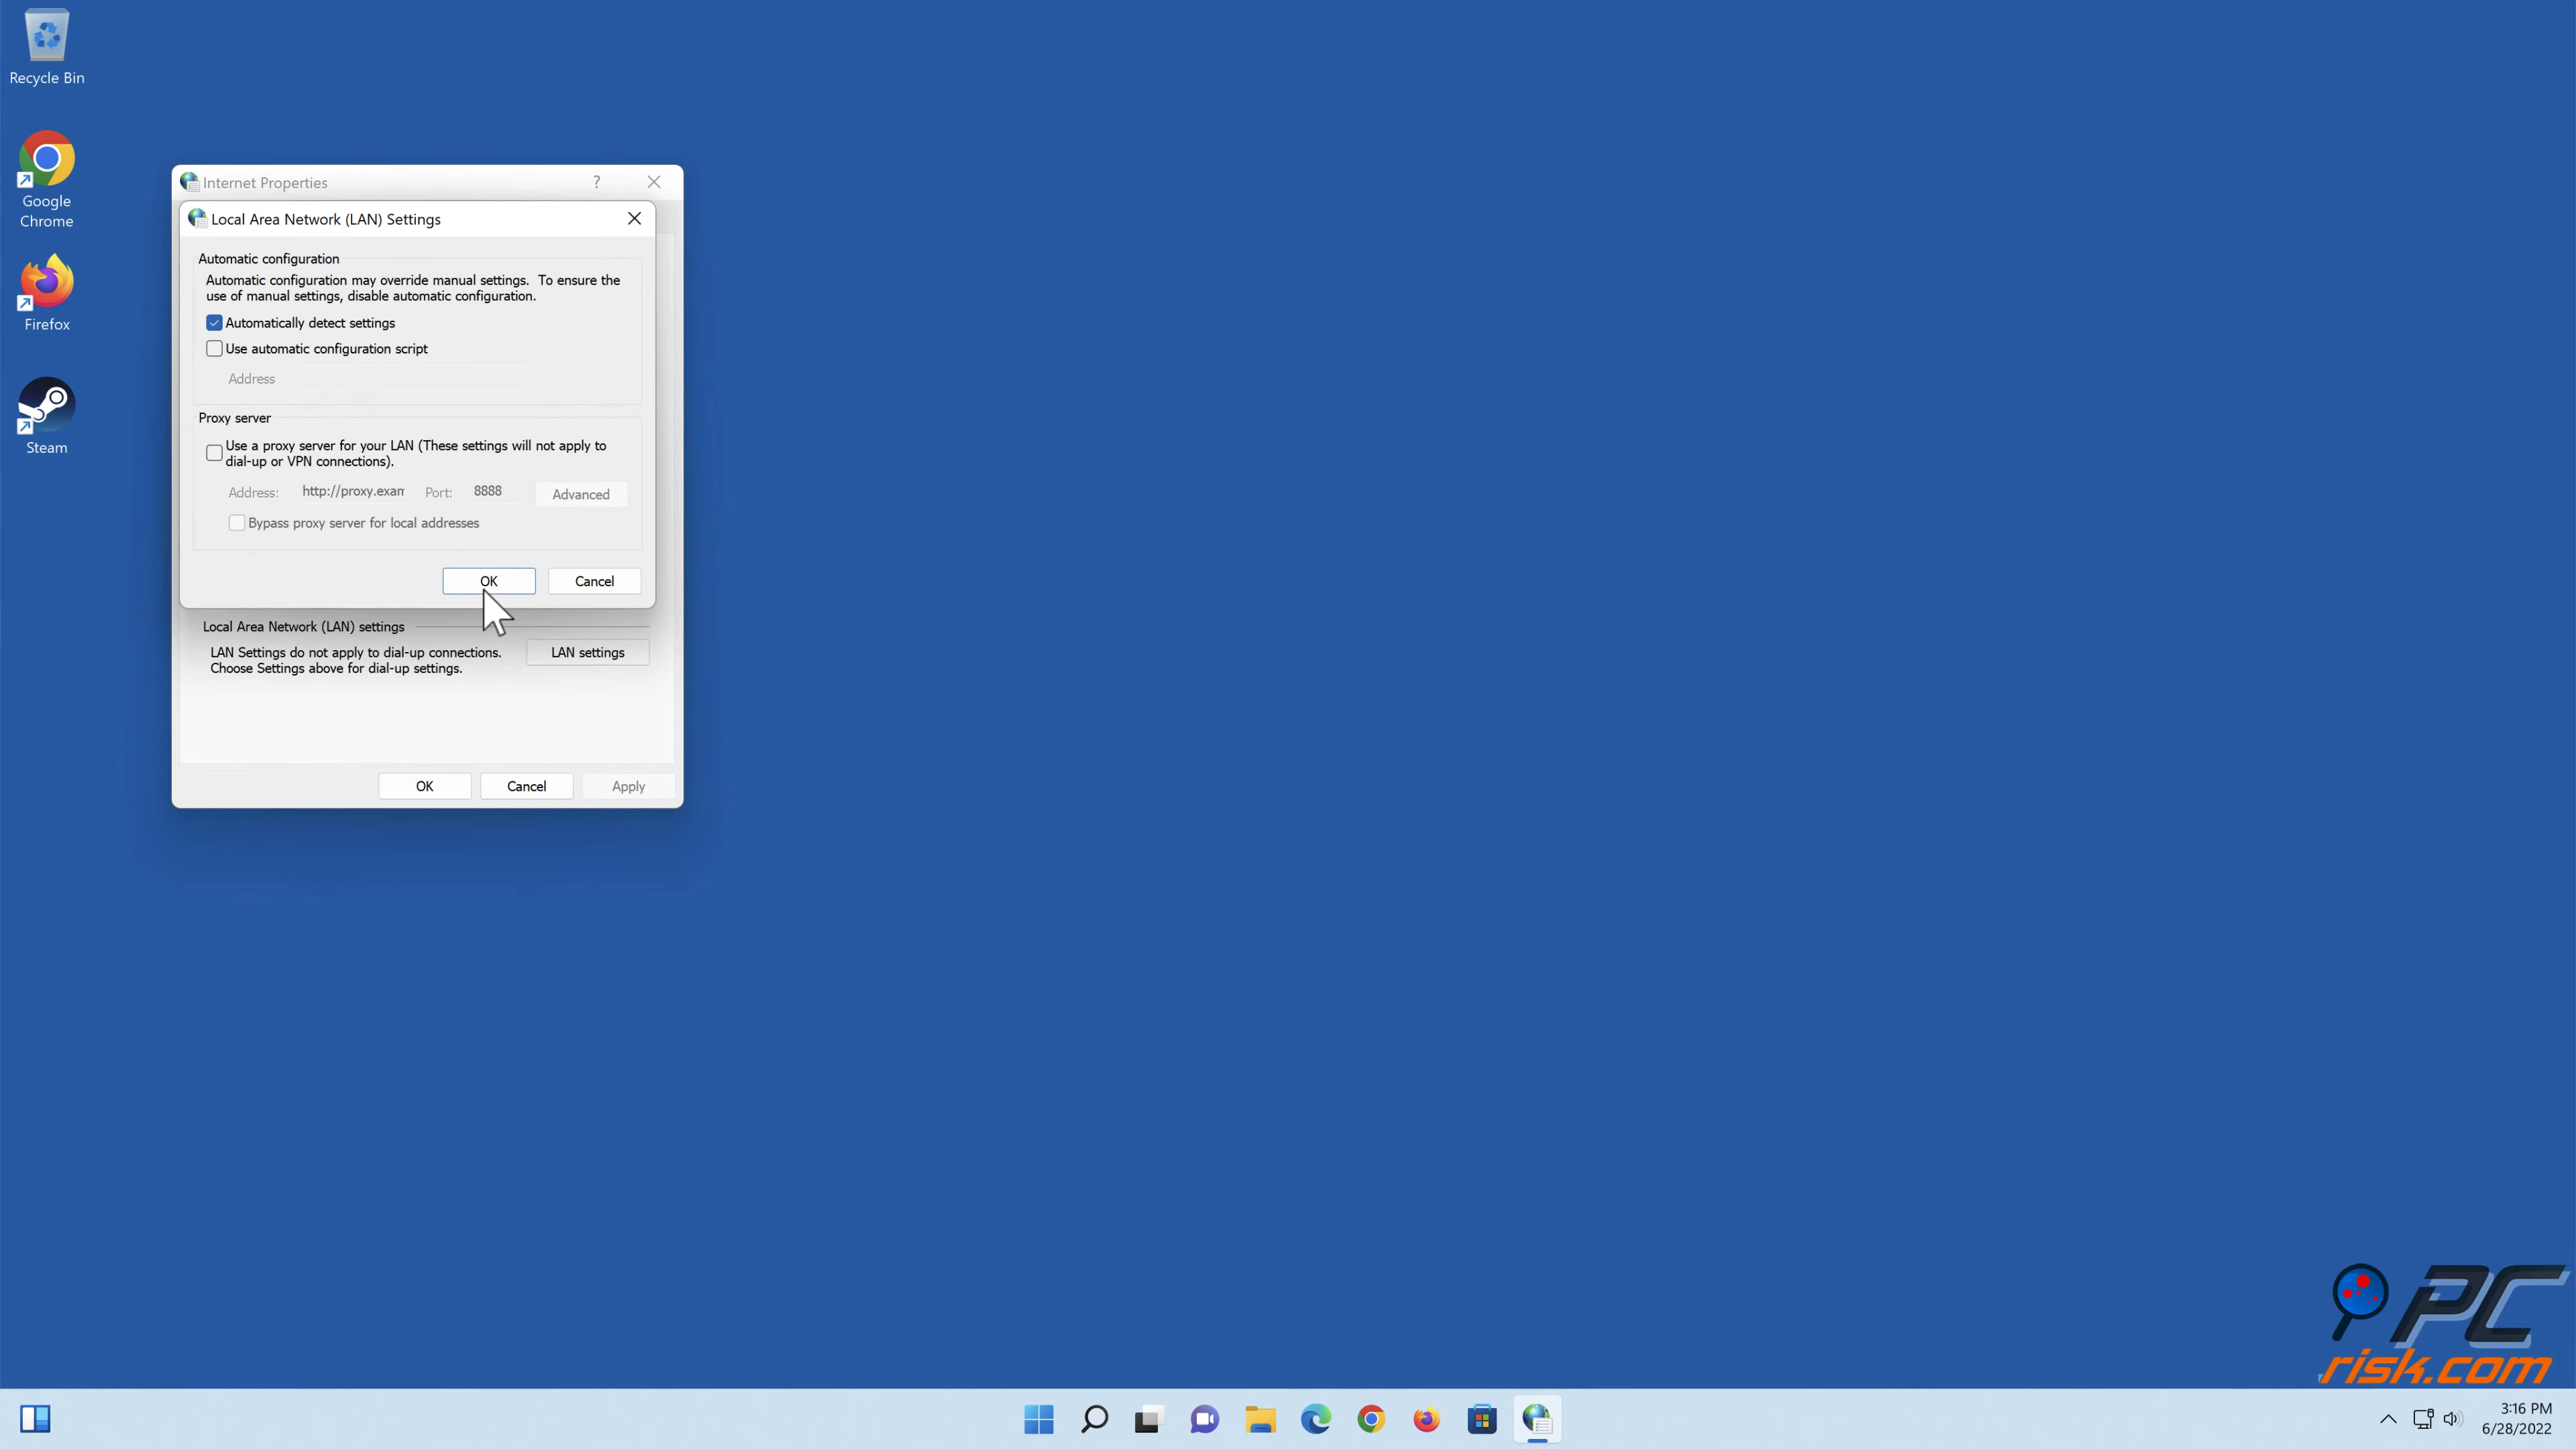 Recycle Bin
Google
Chrome
Firefox
Steam
Internet Properties
?
Local Area Network (LAN) Settings
Automatic configuration
Automatic configuration may override manual settings. To ensure the
use of manual settings, disable automatic configuration.
Automatically detect settings
Use automatic configuration script
Address
Proxy server
Use a proxy server for your LAN (These settings will not apply to
dial-up or VPN connections).
Address: http://proxy.exam Port: 8888 Advanced
Bypass proxy server for local addresses
OK Cancel
Local Area Network (LAN) settings
LAN Settings do not apply to dial-up connections.
Choose Settings above for dial-up settings.
LAN settings
OK Cancel Apply
PC
risk.com
3:16 PM
6/28/2022